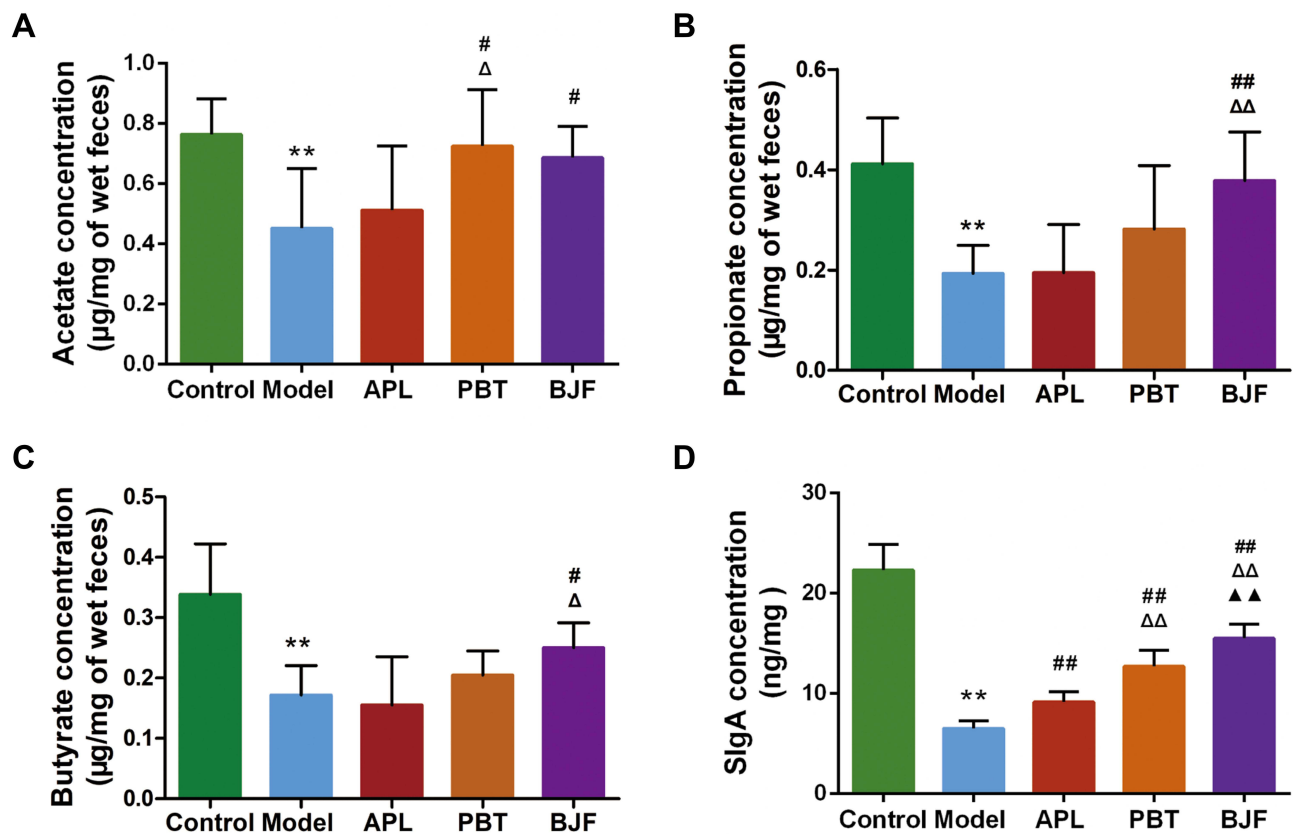 A
Acetate concentration
(µg/mg of wet feces)
1.0
0.8
0.6
0.4
0.2
0.0
**
#
Δ
#
Control Model APL PBT BJF
B
Propionate concentration
(µg/mg of wet feces)
0.6
0.4
0.2
0.0
**
##
ΔΔ
Control Model APL PBT BJF
C
Butyrate concentration
(µg/mg of wet feces)
0.5
0.4
0.3
0.2
0.1
0.0
**
#
Δ
Control Model APL PBT BJF
D
SIgA concentration
(ng/mg )
30
20
10
0
**
##
##
ΔΔ
##
ΔΔ
▲▲
Control Model APL PBT BJF